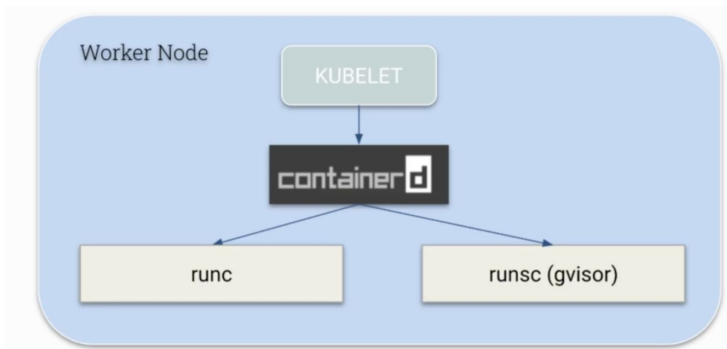 Worker Node
KUBELET
containerd
runc
runsc (gvisor)